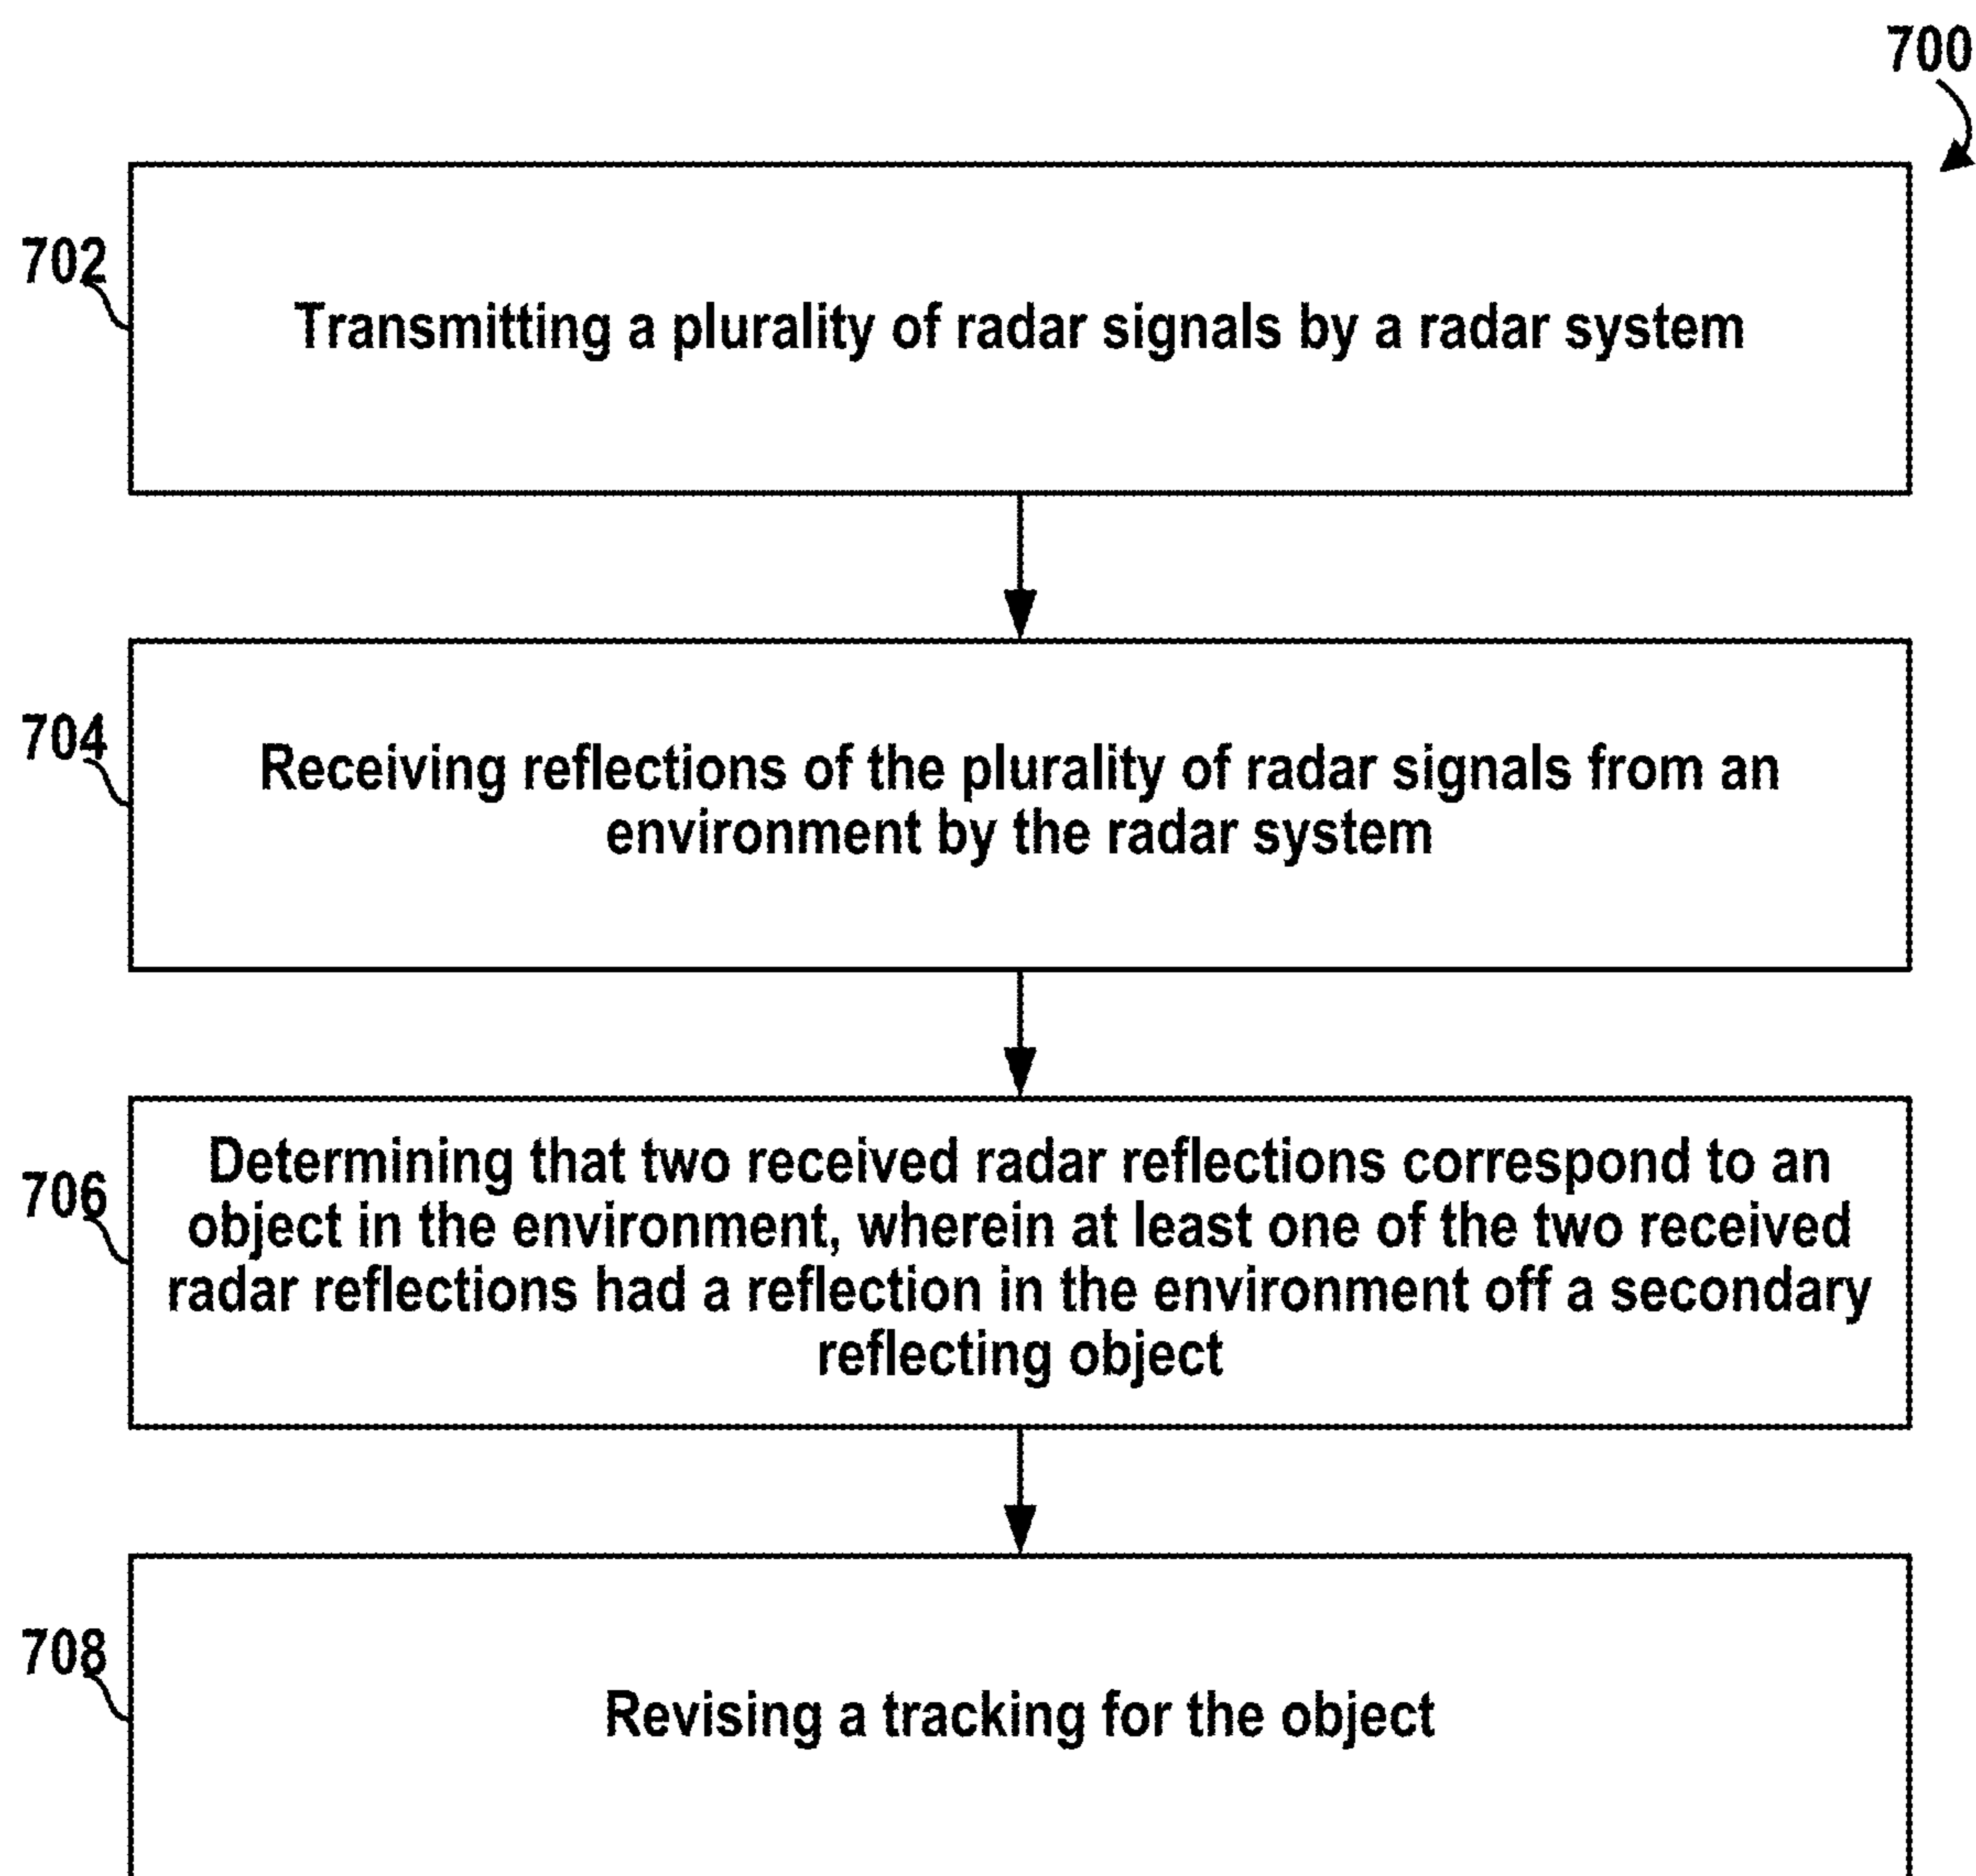 700
702
Transmitting a plurality of radar signals by a radar system
704
Receiving reflections of the plurality of radar signals from an
environment by the radar system
706
Determining that two received radar reflections correspond to an
object in the environment, wherein at least one of the two received
radar reflections had a reflection in the environment off a secondary
reflecting object
708
Revising a tracking for the object